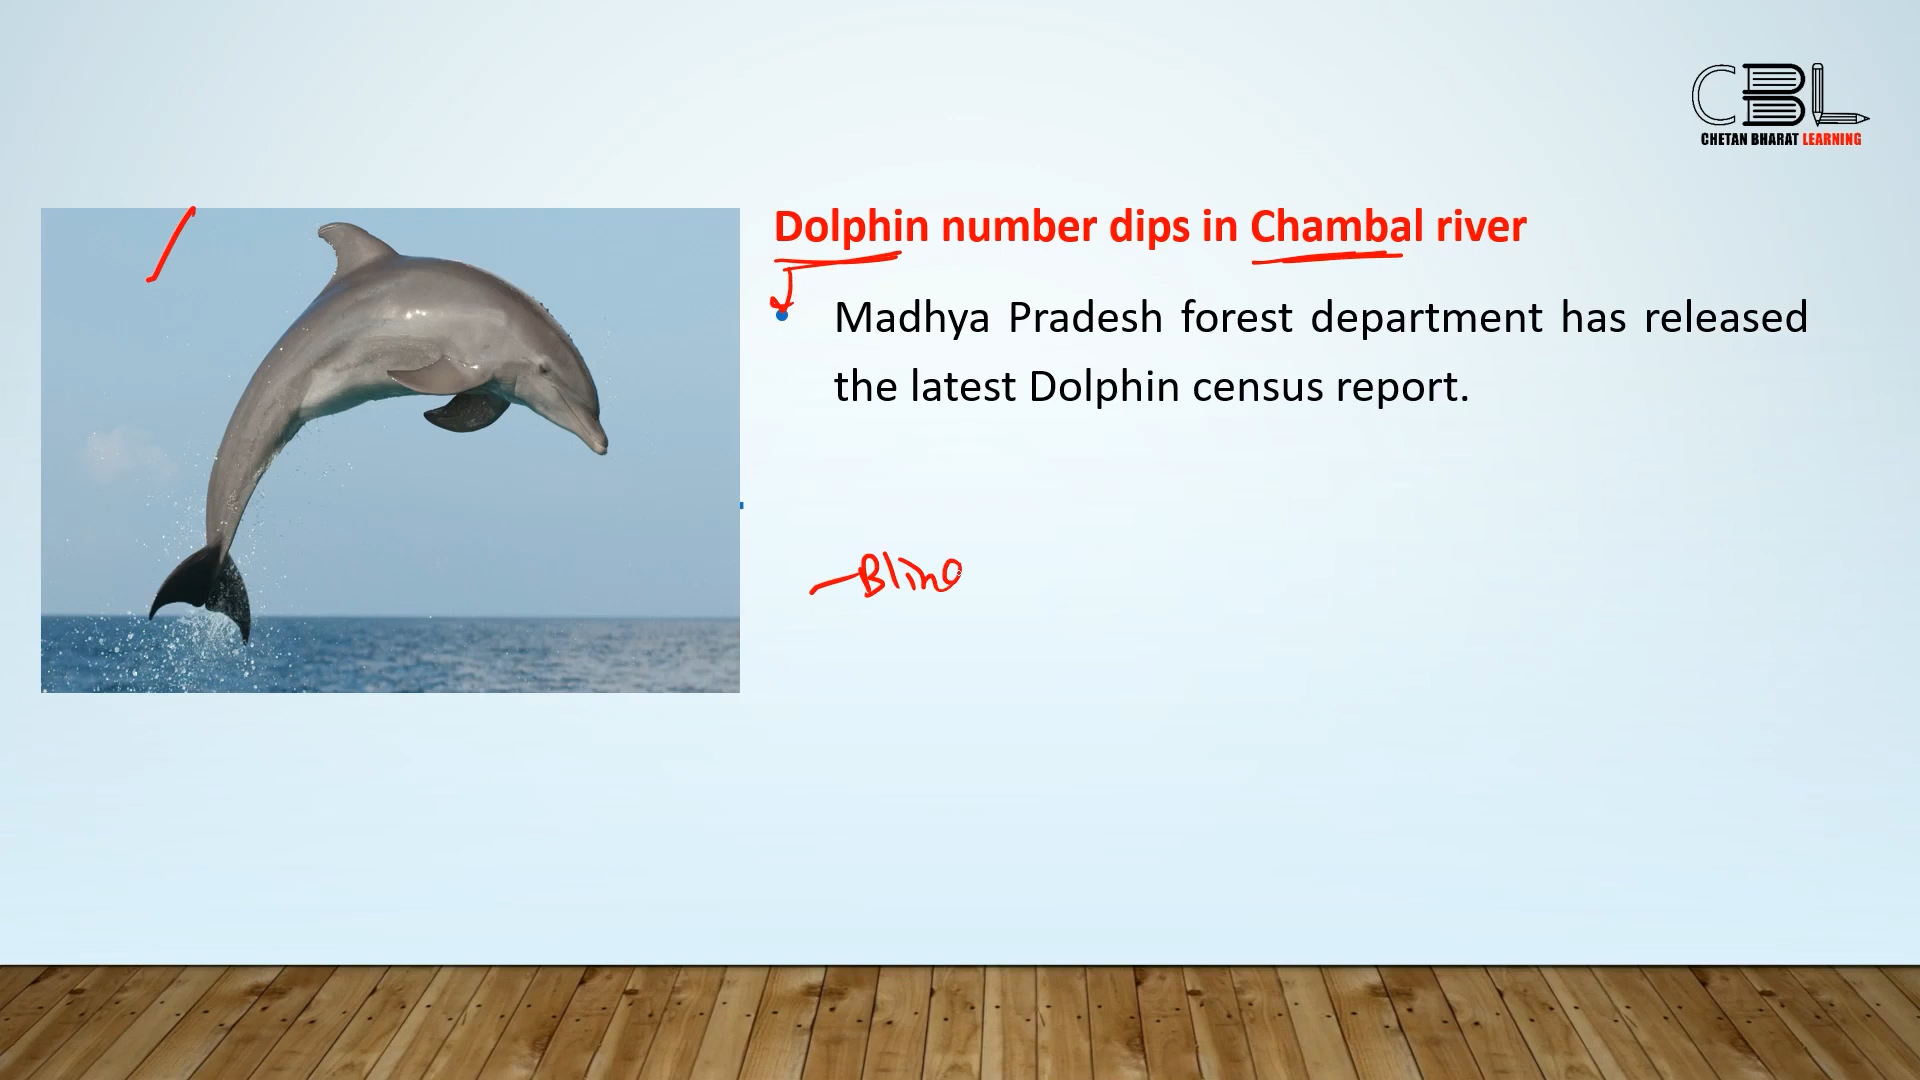 CBL
CHETAN BHARAT LEARNING
Dolphin number dips in Chambal river
• Madhya Pradesh forest department has released
the latest Dolphin census report.